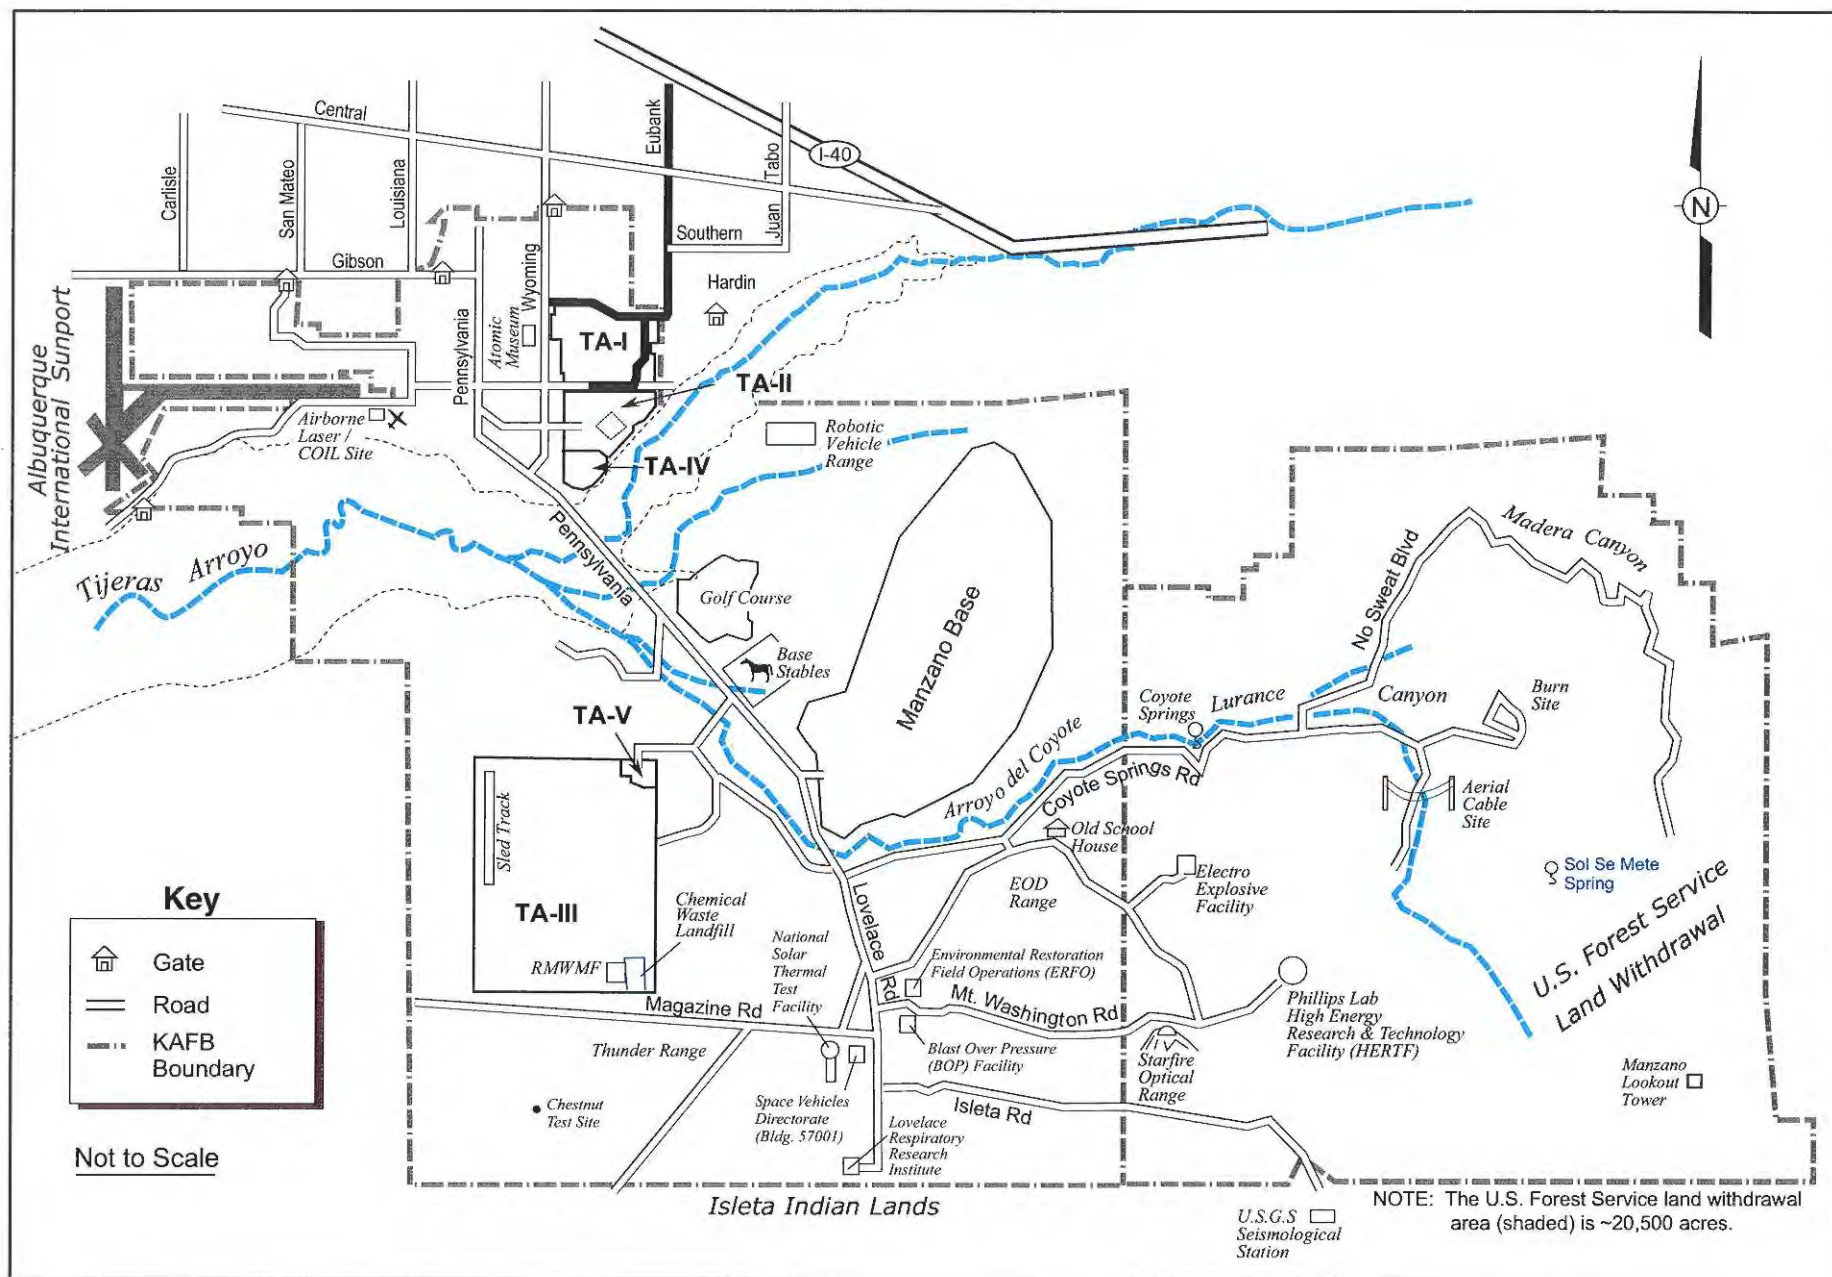 Central
Eubank
I-40
Tabo
Juan
Carlisle
San Mateo
Louisiana
Southern
Gibson
Wyoming
Hardin
N
Albuquerque
International Sunport
Pennsylvania
Atomic
Museum
TA-I
TA-II
Airborne
Laser /
COIL Site
Robotic
Vehicle
Range
TA-IV
Pennsylvania
Tijeras Arroyo
Golf Course
Manzano Base
Madera Canyon
No Sweat Blvd
Base
Stables
Coyote
Springs
Lurance Canyon
Burn
Site
TA-V
Arroyo del Coyote
Coyote Springs Rd
Aerial
Cable
Site
Sled Track
Old School
House
Electro
Explosive
Facility
Sol Se Mete
Spring
EOD
Range
TA-III
Chemical
Waste
Landfill
RMWMF
Lovelace Rd
National
Solar
Thermal
Test
Facility
Environmental Restoration
Field Operations (ERFO)
U.S. Forest Service
Land Withdrawal
Magazine Rd
Mt. Washington Rd
Phillips Lab
High Energy
Research & Technology
Facility (HERTF)
Thunder Range
Blast Over Pressure
(BOP) Facility
Starfire
Optical
Range
Manzano
Lookout
Tower
Chestnut
Test Site
Space Vehicles
Directorate
(Bldg. 57001)
Isleta Rd
Lovelace
Respiratory
Research
Institute
Key
Gate
Road
KAFB
Boundary
Not to Scale
Isleta Indian Lands
U.S.G.S
Seismological
Station
NOTE: The U.S. Forest Service land withdrawal
area (shaded) is ~20,500 acres.